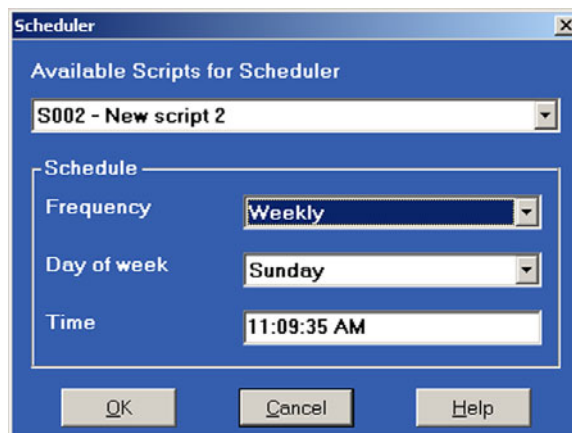 Scheduler
Available Scripts for Scheduler
S002 - New script 2
Schedule
Frequency
Weekly
Day of week
Sunday
Time
11:09:35 AM
OK
Cancel
Help